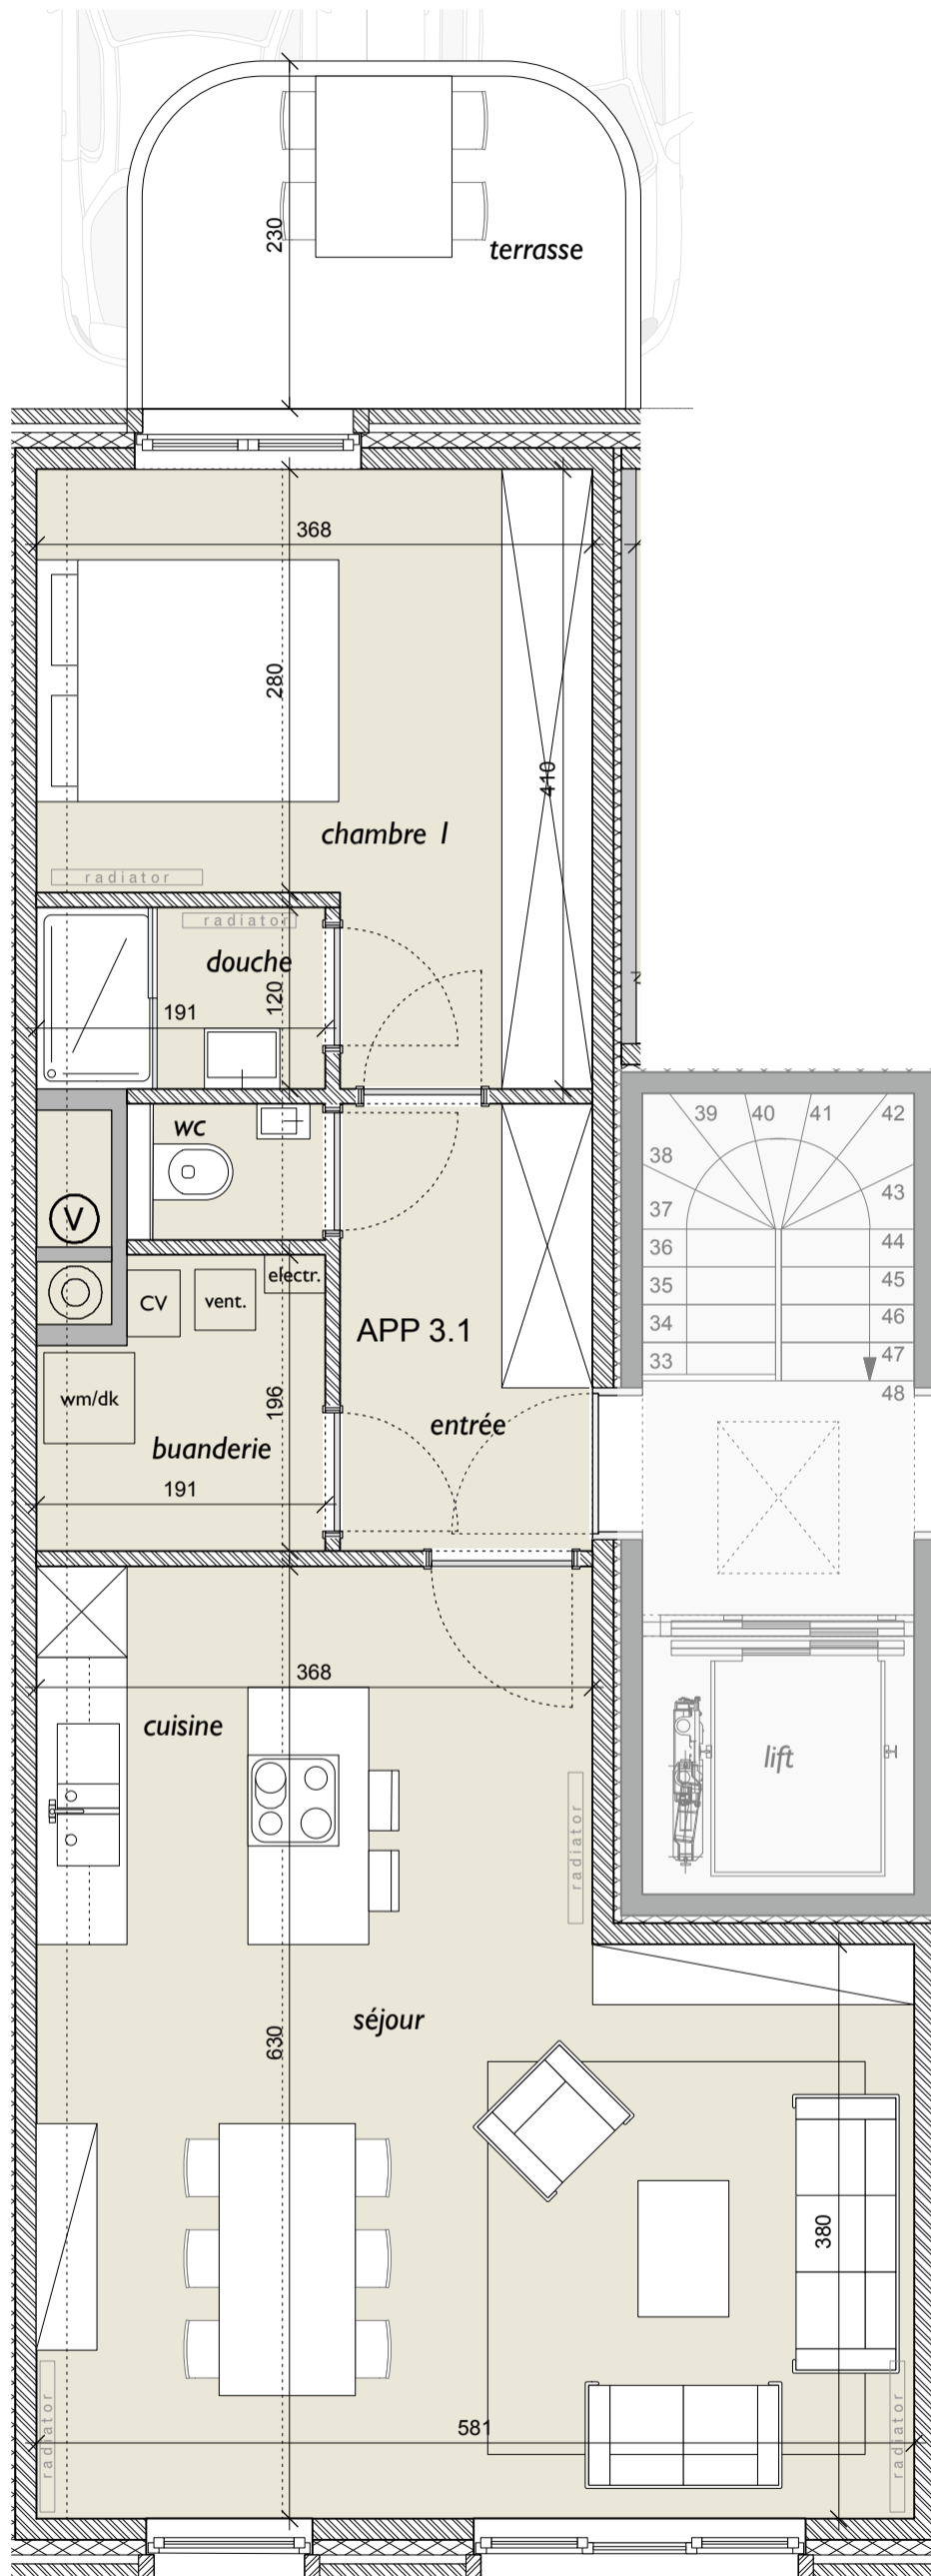 230
terrasse
368
280
410
chambre 1
radiator
radiator
douche
120
191
wc
39 40 41 42
38
43
37
V
44
36
45
35
electr.
CV
vent.
46
34
APP 3.1
47
33
48
wm/dk
196
entrée
buanderie
191
368
cuisine
lift
radiator
séjour
630
380
581
radiator
radiator